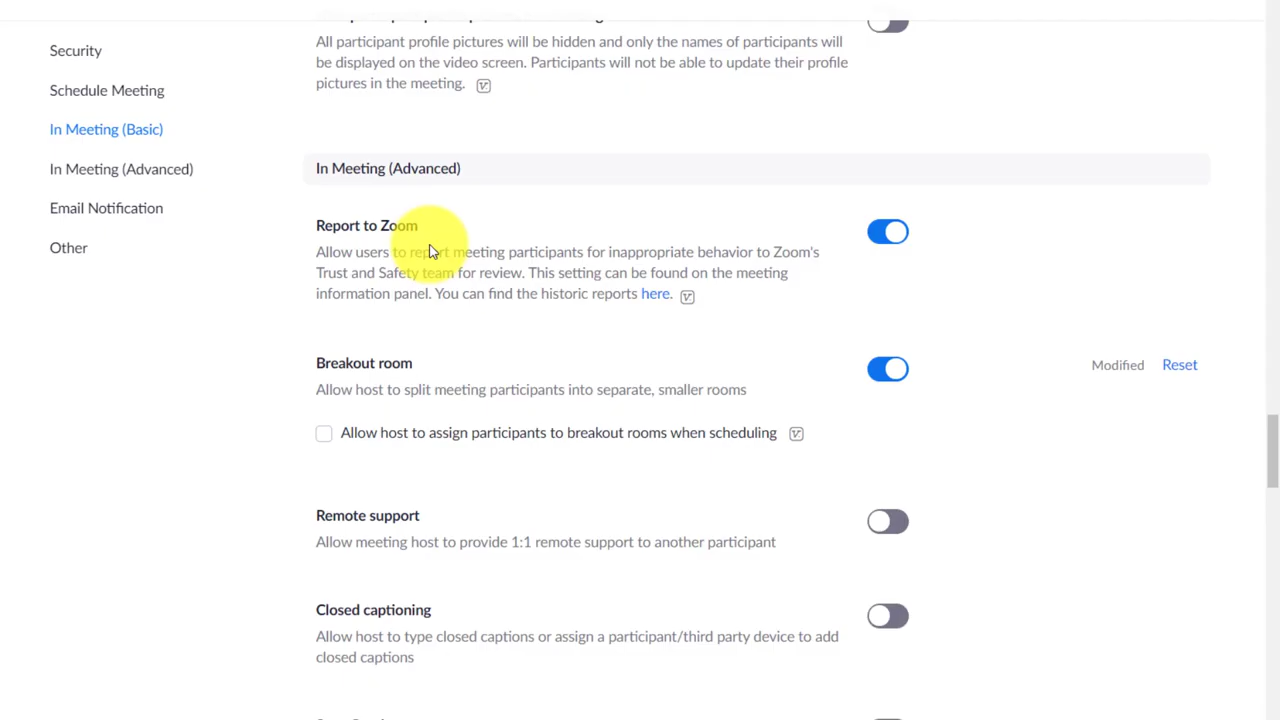 Security
Schedule Meeting
In Meeting (Basic)
In Meeting (Advanced)
Email Notification
Other
All participant profile pictures will be hidden and only the names of participants will
be displayed on the video screen. Participants will not be able to update their profile
pictures in the meeting.
In Meeting (Advanced)
Report to Zoom
Allow users to report meeting participants for inappropriate behavior to Zoom's
Trust and Safety team for review. This setting can be found on the meeting
information panel. You can find the historic reports here.
Breakout room
Modified Reset
Allow host to split meeting participants into separate, smaller rooms
Allow host to assign participants to breakout rooms when scheduling
Remote support
Allow meeting host to provide 1:1 remote support to another participant
Closed captioning
Allow host to type closed captions or assign a participant/third party device to add
closed captions